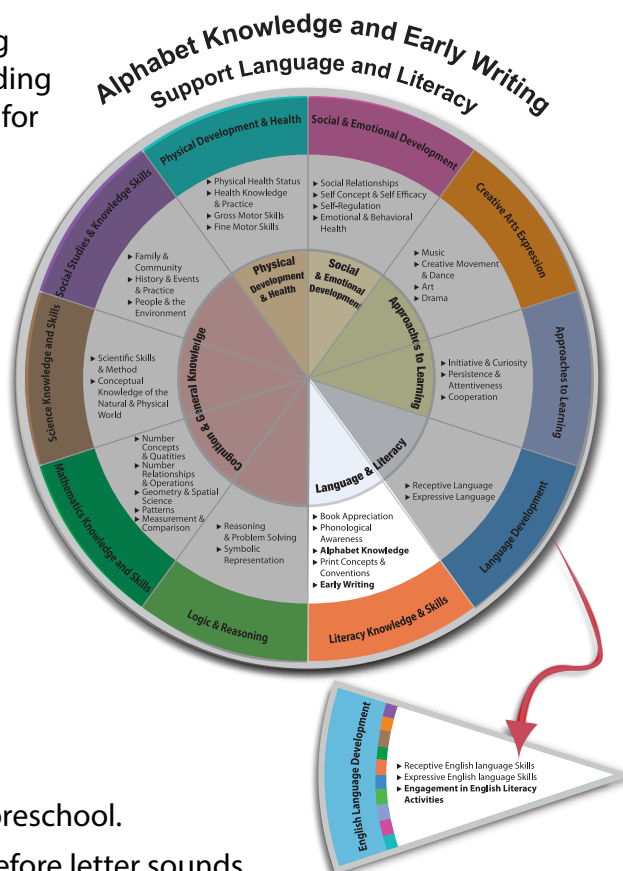 g
ding
for
Alphabet Knowledge and Early Writing
Support Language and Literacy
Physical Development & Health
Social & Emotional Development
Creative Arts Expression
Approaches to Learning
Language Development
Literacy Knowledge & Skills
Logic & Reasoning
Mathematics Knowledge and Skills
Science Knowledge and Skills
Social Studies & Knowledge Skills
▶ Physical Health Status
▶ Health Knowledge
& Practice
▶ Gross Motor Skills
▶ Fine Motor Skills
▶ Social Relationships
▶ Self Concept & Self Efficacy
▶ Self-Regulation
▶ Emotional & Behavioral
Health
▶ Music
▶ Creative Movement
& Dance
▶ Art
▶ Drama
▶ Initiative & Curiosity
▶ Persistence &
Attentiveness
▶ Cooperation
▶ Receptive Language
▶ Expressive Language
▶ Book Appreciation
▶ Phonological
Awareness
▶ Alphabet Knowledge
▶ Print Concepts &
Conventions
▶ Early Writing
▶ Reasoning
& Problem Solving
▶ Symbolic
Representation
▶ Number
Concepts
& Quatities
▶ Number
Relationships
& Operations
▶ Geometry & Spatial
Science
▶ Patterns
▶ Measurement &
Comparison
▶ Scientific Skills
& Method
▶ Conceptual
Knowledge of the
Natural & Physical
World
▶ Family &
Community
▶ History & Events
& Practice
▶ People & the
Environment
Physical
Development
& Health
Social
& Emotional
Development
Approaches to Learning
Language & Literacy
Cognition & General Knowledge
English Language Development
▶ Receptive English language Skills
▶ Expressive English language Skills
▶ Engagement in English Literacy
Activities
oreschool.
efore letter sounds